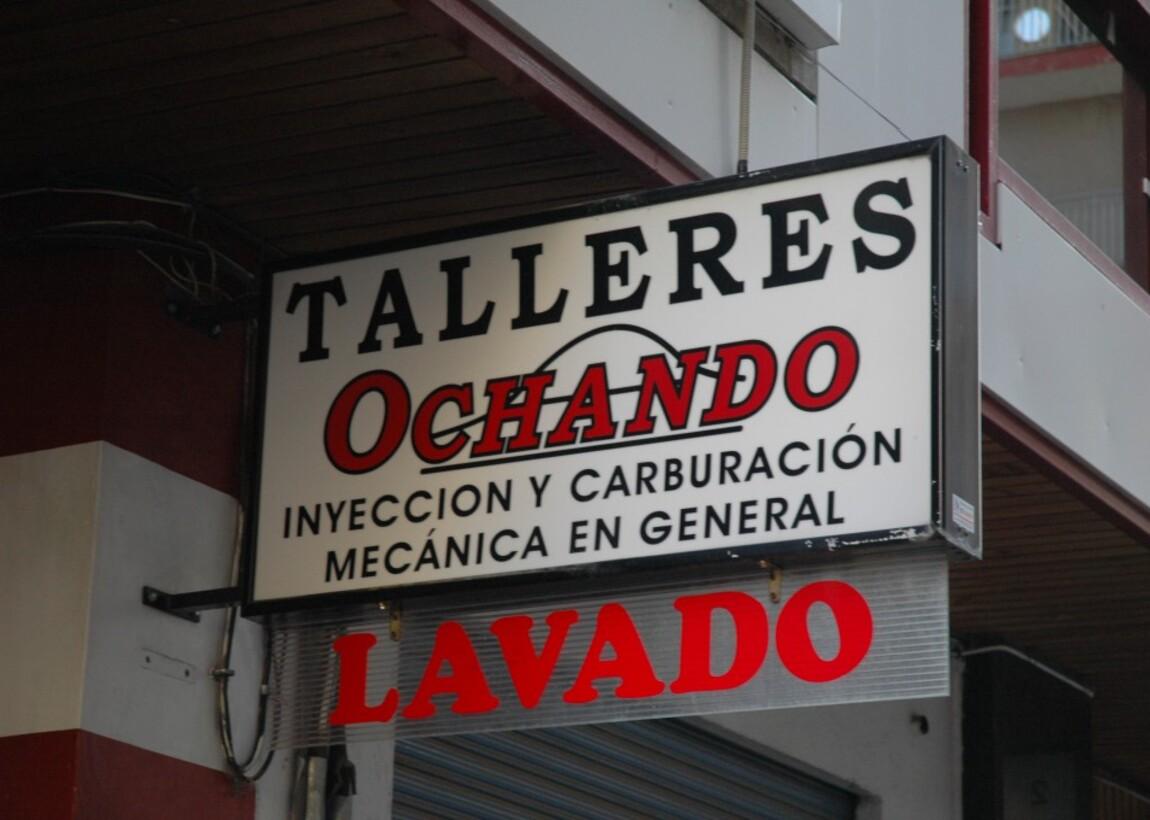 TALLERES
OCHANDO
INYECCION Y CARBURACIÓN
MECÁNICA EN GENERAL
LAVADO